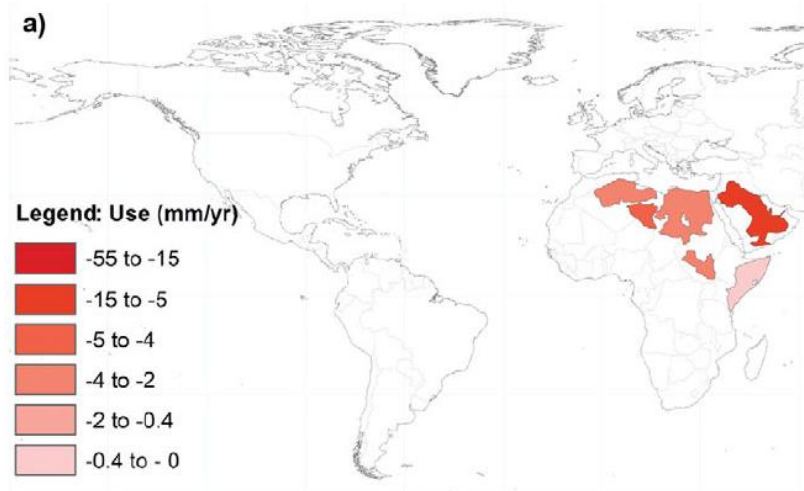 a)
Legend: Use (mm/yr)
-55 to -15
-15 to -5
-5 to -4
-4 to -2
-2 to -0.4
-0.4 to - 0